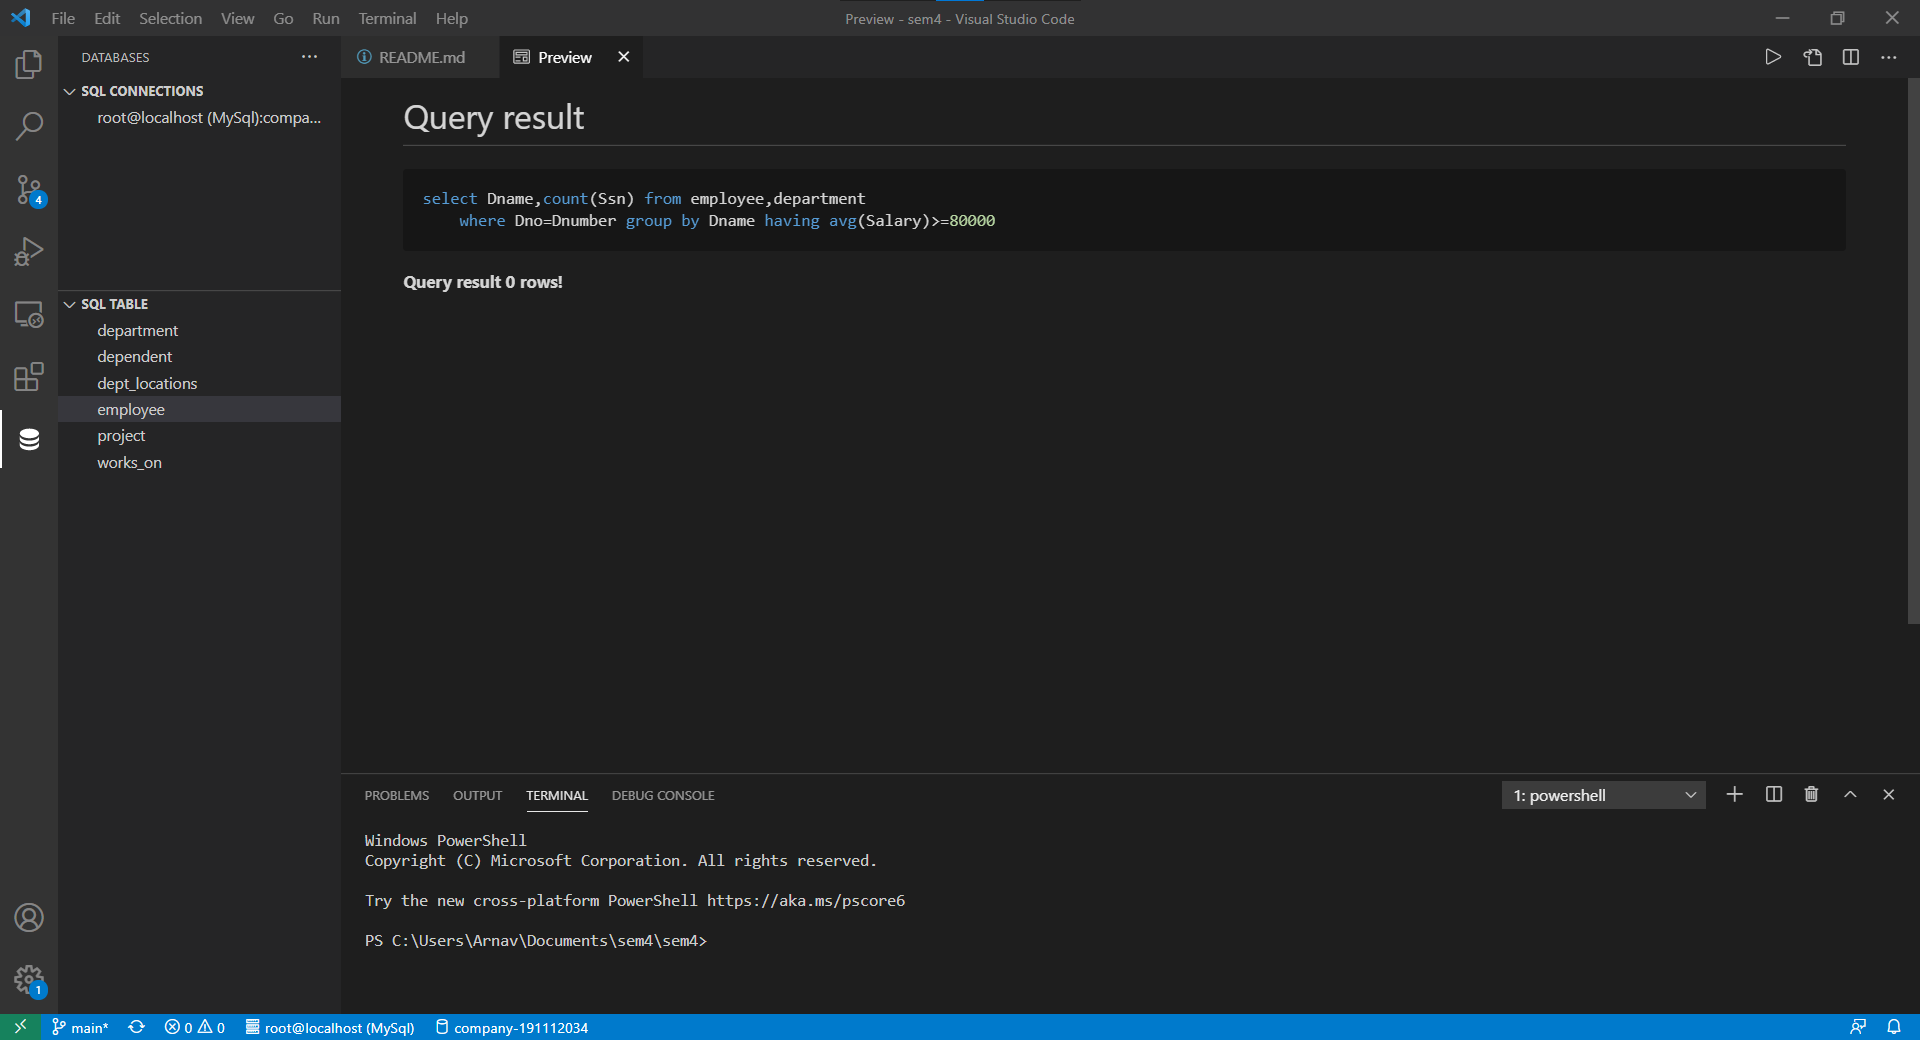 File Edit Selection View Go Run Terminal Help
Preview - sem4 - Visual Studio Code
DATABASES
SQL CONNECTIONS
root@localhost (MySql):compa...
4
SQL TABLE
department
dependent
dept_locations
employee
project
works_on
1
README.md
Preview
Query result
select Dname,count(Ssn) from employee,department
where Dno=Dnumber group by Dname having avg(Salary)>=80000
Query result 0 rows!
PROBLEMS OUTPUT TERMINAL DEBUG CONSOLE
1: powershell
Windows PowerShell
Copyright (C) Microsoft Corporation. All rights reserved.
Try the new cross-platform PowerShell https://aka.ms/pscore6
PS C:\Users\Arnav\Documents\sem4\sem4>
main* 0 0 root@localhost (MySql) company-191112034